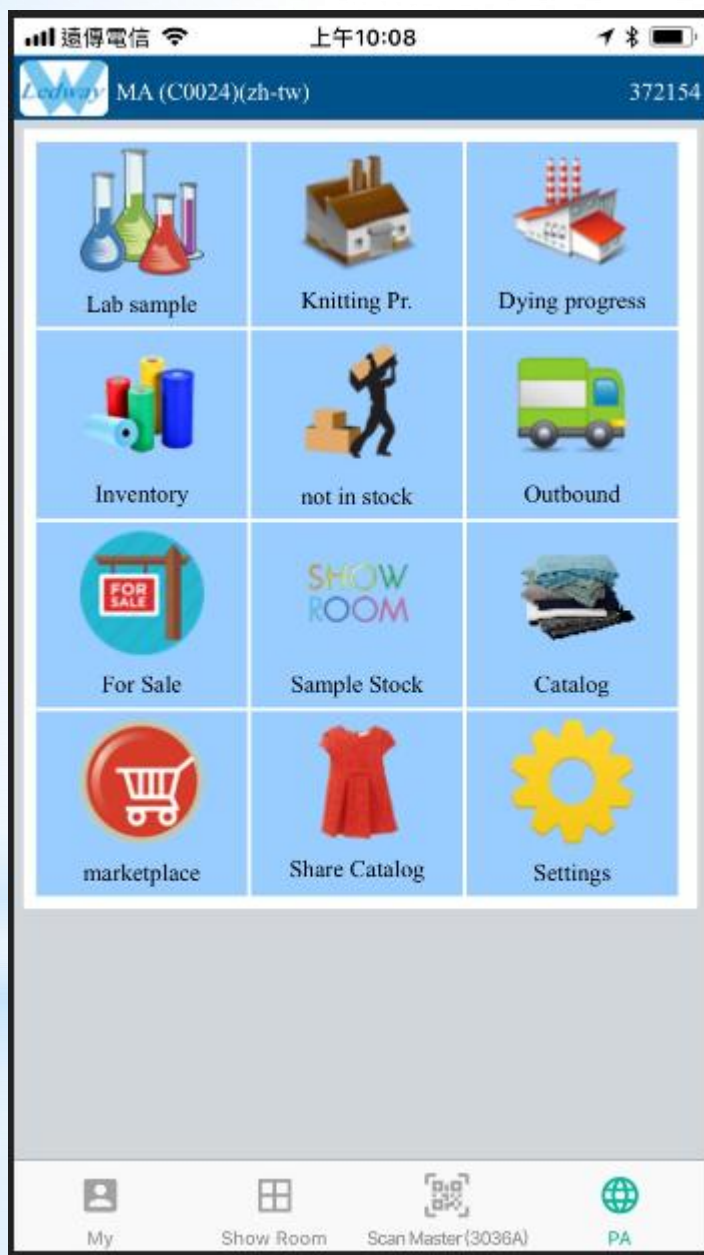 遠傳電信
上午10:08
Ledway
MA (C0024)(zh-tw)
372154
Lab sample
Knitting Pr.
Dying progress
Inventory
not in stock
Outbound
FOR
SALE
For Sale
SHOW
ROOM
Sample Stock
Catalog
marketplace
Share Catalog
Settings
My
Show Room
Scan Master(3036A)
PA